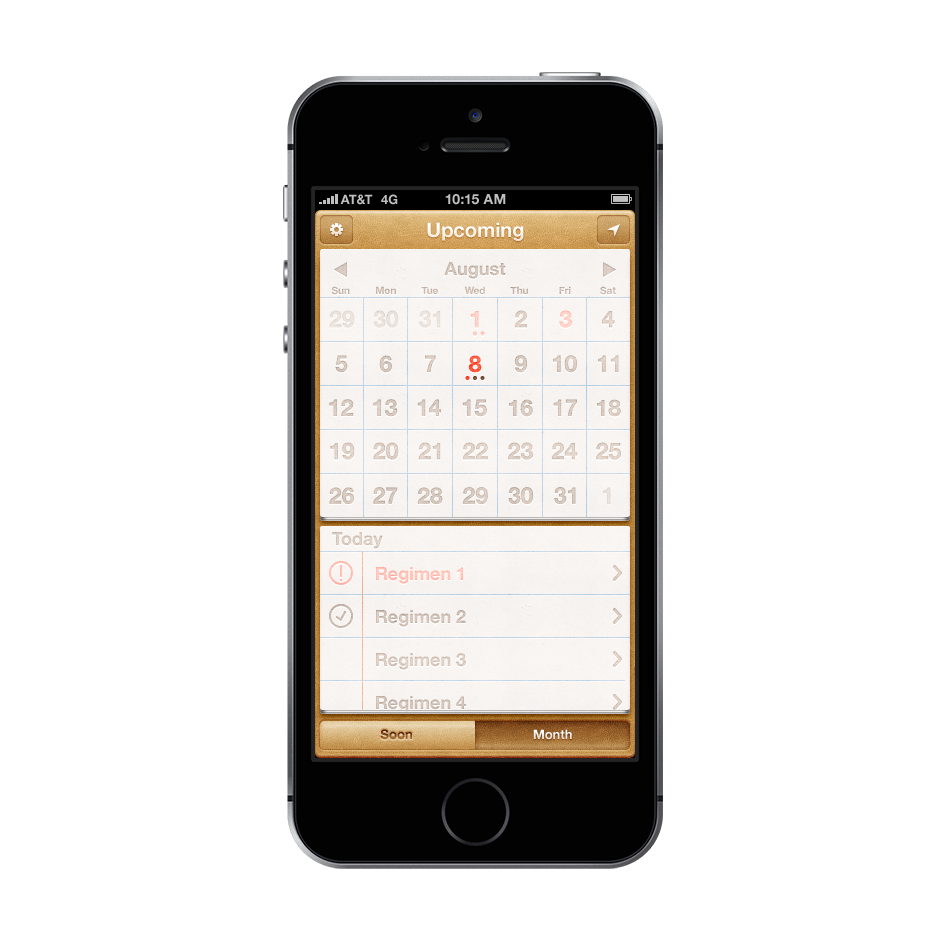 AT&T 4G 10:15 AM
Upcoming
August
Sun Mon Tue Wed Thu Fri Sat
29 30 31 1 2 3 4
5 6 7 8 9 10 11
12 13 14 15 16 17 18
19 20 21 22 23 24 25
26 27 28 29 30 31 1
Today
Regimen 1
Regimen 2
Regimen 3
Regimen 4
Soon Month